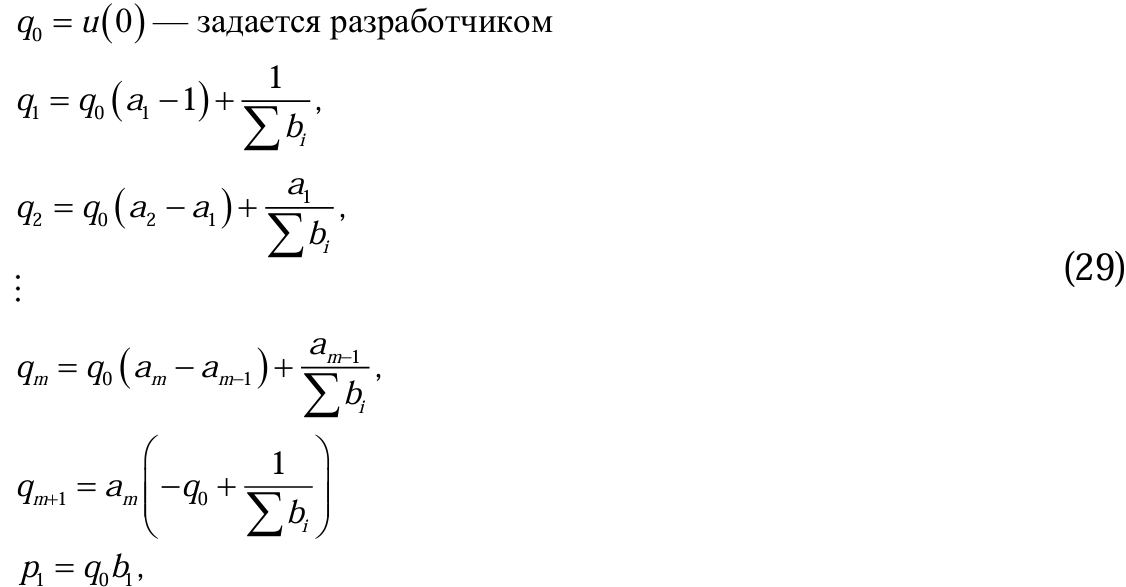 q₀ = u(0) — задается разработчиком
q₁ = q₀(a₁ − 1) + 1/∑bᵢ,
q₂ = q₀(a₂ − a₁) + a₁/∑bᵢ,
⋮
(29)
qₘ = q₀(aₘ − aₘ₋₁) + aₘ₋₁/∑bᵢ,
qₘ₊₁ = aₘ(−q₀ + 1/∑bᵢ)
p₁ = q₀b₁,